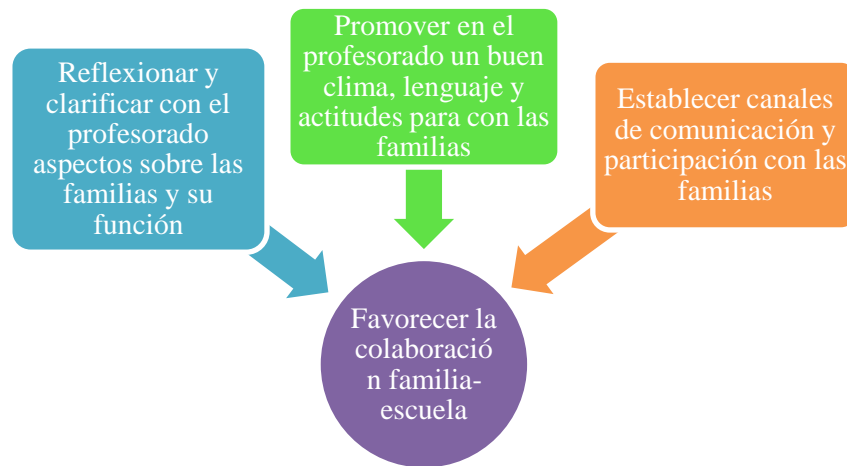 Reflexionar y
clarificar con el
profesorado
aspectos sobre las
familias y su
función
Promover en el
profesorado un buen
clima, lenguaje y
actitudes para con las
familias
Establecer canales
de comunicación y
participación con las
familias
Favorecer la
colaboració
n familia-
escuela